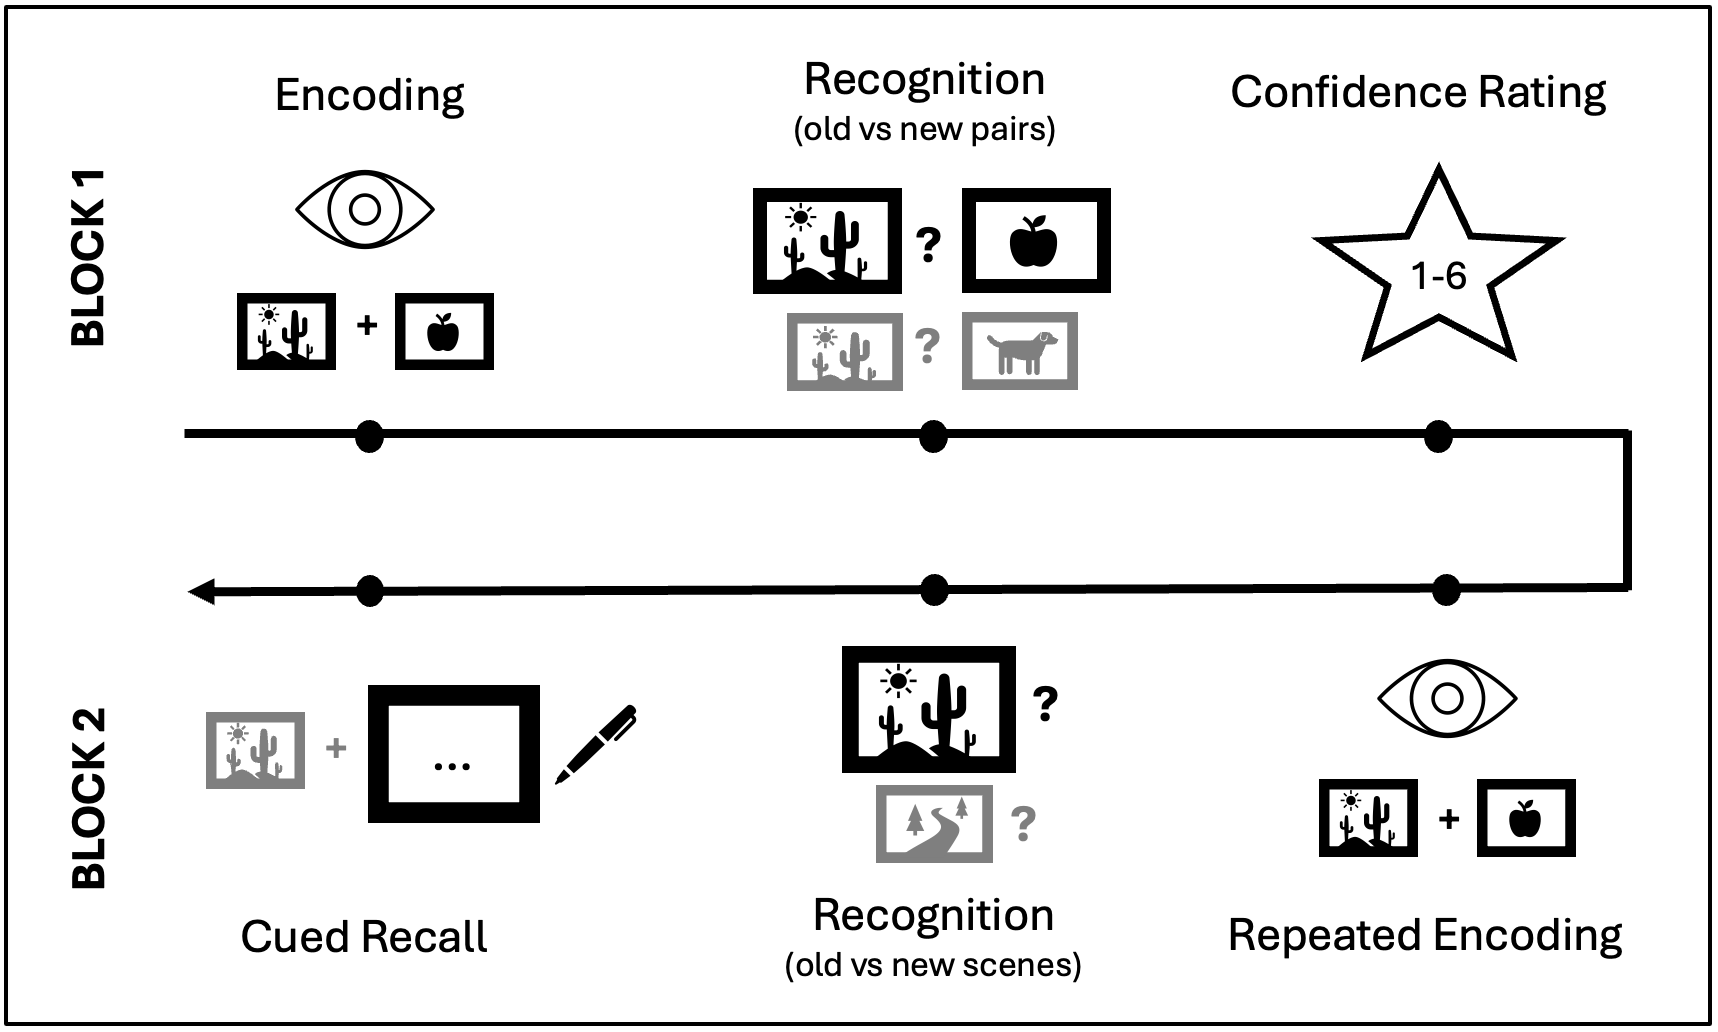 BLOCK 1
Encoding
+
Recognition
(old vs new pairs)
?
?
Confidence Rating
1-6
BLOCK 2
+
...
Cued Recall
?
?
Recognition
(old vs new scenes)
+
Repeated Encoding